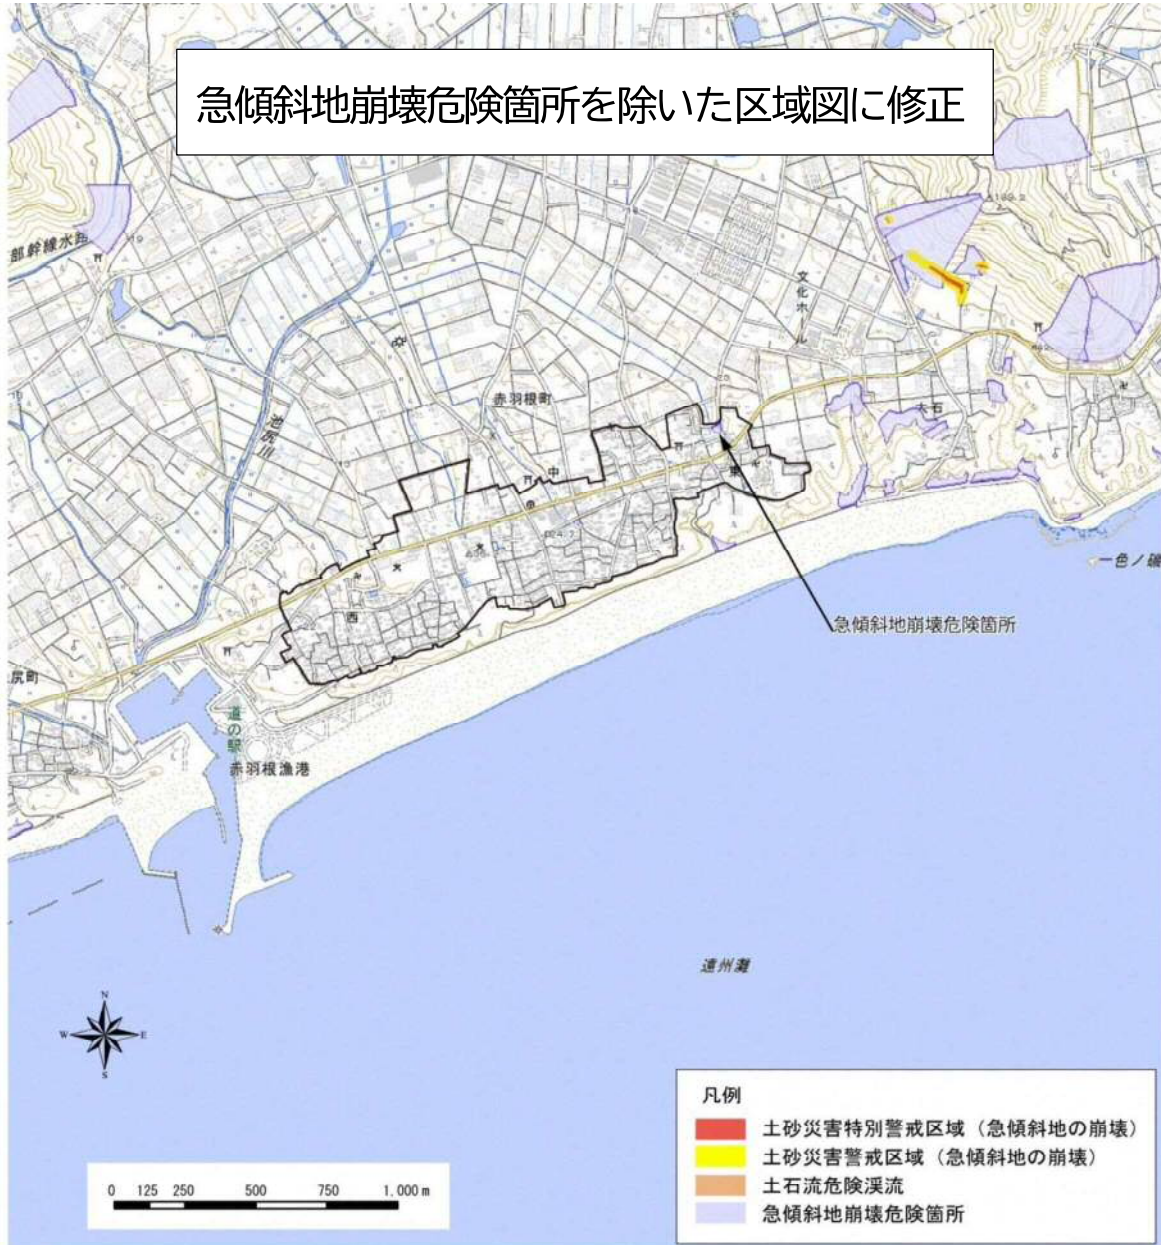 急傾斜地崩壊危険箇所を除いた区域図に修正
部幹線水路
文化ホール
池尻川
赤羽根町
大石
中
東
西
一色ノ磯
急傾斜地崩壊危険箇所
尻町
道の駅
赤羽根漁港
遠州灘
N
W
E
S
凡例
土砂災害特別警戒区域（急傾斜地の崩壊）
土砂災害警戒区域（急傾斜地の崩壊）
土石流危険渓流
急傾斜地崩壊危険箇所
0 125 250 500 750 1,000 m